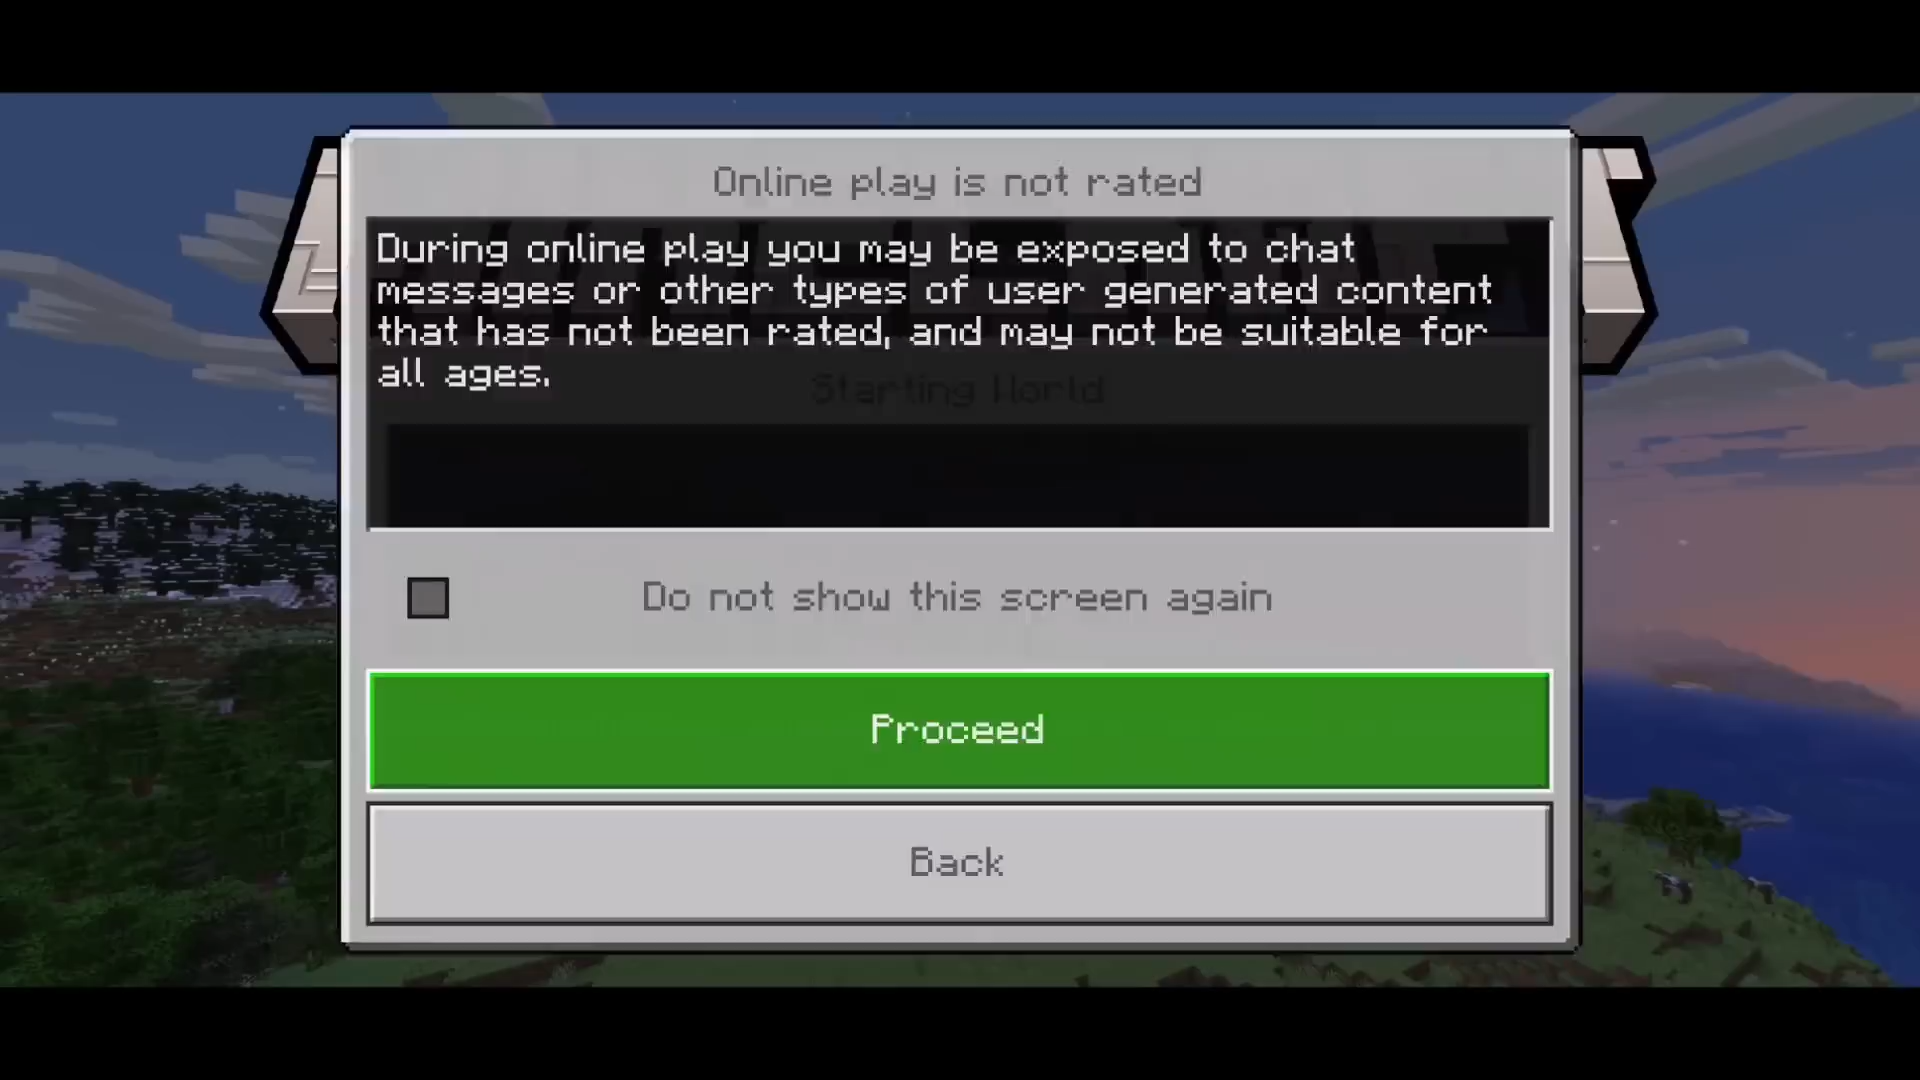 Online play is not rated
During online play you may be exposed to chat
messages or other types of user generated content
that has not been rated, and may not be suitable for
all ages.
Starting World
Do not show this screen again
Proceed
Back